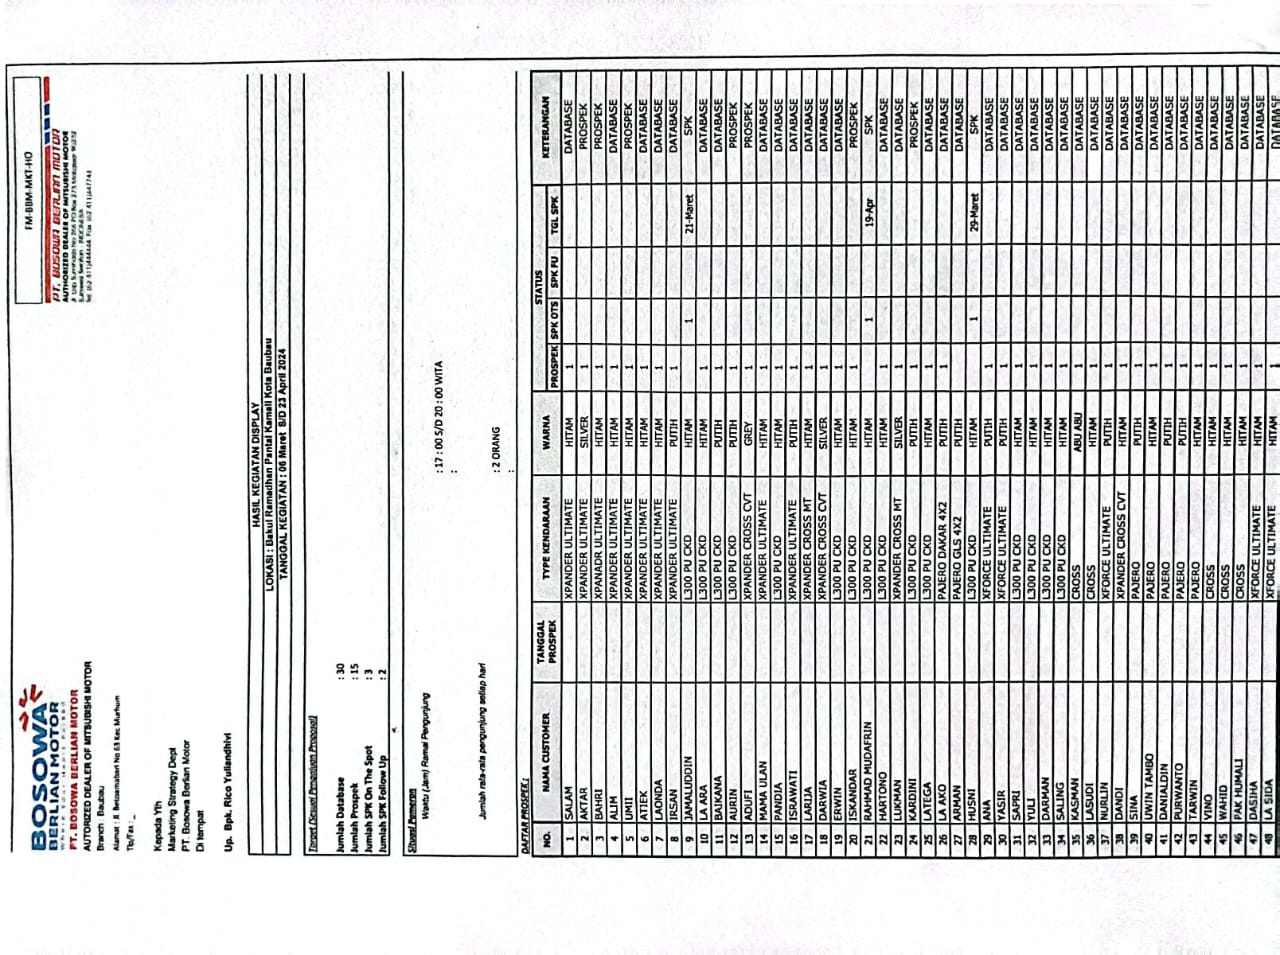 FM-BBM-MKT-HO
BOSOWA
BERLIAN MOTOR
PT. BOSOWA BERLIAN MOTOR
AUTHORIZED DEALER OF MITSUBISHI MOTOR
PT. BOSOWA BERLIAN MOTOR
AUTHORIZED DEALER OF MITSUBISHI MOTOR
Branch : Baubau
Kepada Yth
Marketing Strategy Dept
PT. Bosowa Berlian Motor
Di tempat
Up. Bpk. Rico Yuliandhivi
HASIL KEGIATAN DISPLAY
LOKASI : Bakul Ramadhan Pantai Kamali Kota Baubau
TANGGAL KEGIATAN : 06 Maret S/D 23 April 2024
Target (Sesuai Pengajuan Proposal)
Jumlah Database : 30
Jumlah Prospek : 15
Jumlah SPK On The Spot : 3
Jumlah SPK Follow Up : 2
Situasi Pameran
Waktu (Jam) Ramai Pengunjung : 17 : 00 S/D 20 : 00 WITA
:
Jumlah rata-rata pengunjung setiap hari : 2 ORANG
:
DAFTAR PROSPEK :
NO. NAMA CUSTOMER TANGGAL PROSPEK TYPE KENDARAAN WARNA STATUS KETERANGAN
PROSPEK SPK OTS SPK FU TGL SPK
1 SALAM XPANDER ULTIMATE HITAM 1 DATABASE
2 AKTAR XPANDER ULTIMATE SILVER 1 PROSPEK
3 BAHRI XPANADR ULTIMATE HITAM 1 PROSPEK
4 ALIM XPANDER ULTIMATE HITAM 1 DATABASE
5 UMI XPANDER ULTIMATE HITAM 1 PROSPEK
6 ATIEK XPANDER ULTIMATE HITAM 1 DATABASE
7 LAONDA XPANDER ULTIMATE HITAM 1 DATABASE
8 IRSAN XPANDER ULTIMATE PUTIH 1 DATABASE
9 JAMALUDDIN L300 PU CKD HITAM 1 21-Maret SPK
10 LA ARA L300 PU CKD HITAM 1 DATABASE
11 BAUKANA L300 PU CKD PUTIH 1 DATABASE
12 AURIN L300 PU CKD PUTIH 1 PROSPEK
13 ADUFI XPANDER CROSS CVT GREY 1 PROSPEK
14 MAMA ULAN XPANDER ULTIMATE HITAM 1 DATABASE
15 PANDIA L300 PU CKD HITAM 1 DATABASE
16 ISRAWATI XPANDER ULTIMATE PUTIH 1 DATABASE
17 LARIJA XPANDER CROSS MT HITAM 1 DATABASE
18 DARWIA XPANDER CROSS CVT SILVER 1 DATABASE
19 ERWIN L300 PU CKD HITAM 1 DATABASE
20 ISKANDAR L300 PU CKD HITAM 1 PROSPEK
21 RAHMAD MUDAFRIN L300 PU CKD HITAM 1 19-Apr SPK
22 HARTONO L300 PU CKD HITAM 1 DATABASE
23 LUKMAN XPANDER CROSS MT SILVER 1 DATABASE
24 KARDINI L300 PU CKD PUTIH 1 PROSPEK
25 LATEGA L300 PU CKD HITAM 1 DATABASE
26 LA AKO PAJERO DAKAR 4X2 PUTIH 1 DATABASE
27 ARMAN PAJERO GLS 4X2 PUTIH DATABASE
28 HUSNI L300 PU CKD HITAM 1 29-Maret SPK
29 ANA XFORCE ULTIMATE PUTIH 1 DATABASE
30 YASIR XFORCE ULTIMATE PUTIH 1 DATABASE
31 SAPRI L300 PU CKD HITAM 1 DATABASE
32 YULI L300 PU CKD HITAM 1 DATABASE
33 DARMAN L300 PU CKD HITAM 1 DATABASE
34 SALING L300 PU CKD HITAM 1 DATABASE
35 KASMAN CROSS ABU ABU 1 DATABASE
36 LASUDI CROSS HITAM 1 DATABASE
37 NURLIN XFORCE ULTIMATE PUTIH 1 DATABASE
38 DANDI XPANDER CROSS CVT HITAM 1 DATABASE
39 SINA PAJERO PUTIH 1 DATABASE
40 UWIN TAMBO PAJERO HITAM 1 DATABASE
41 DANIALDIN PAJERO PUTIH 1 DATABASE
42 PURWANTO PAJERO PUTIH 1 DATABASE
43 TARWIN PAJERO HITAM 1 DATABASE
44 VINO CROSS HITAM 1 DATABASE
45 WAHID CROSS HITAM 1 DATABASE
46 PAK HUMALI CROSS HITAM 1 DATABASE
47 DASIHA XFORCE ULTIMATE HITAM 1 DATABASE
48 LA SIDA XFORCE ULTIMATE HITAM 1 DATABASE